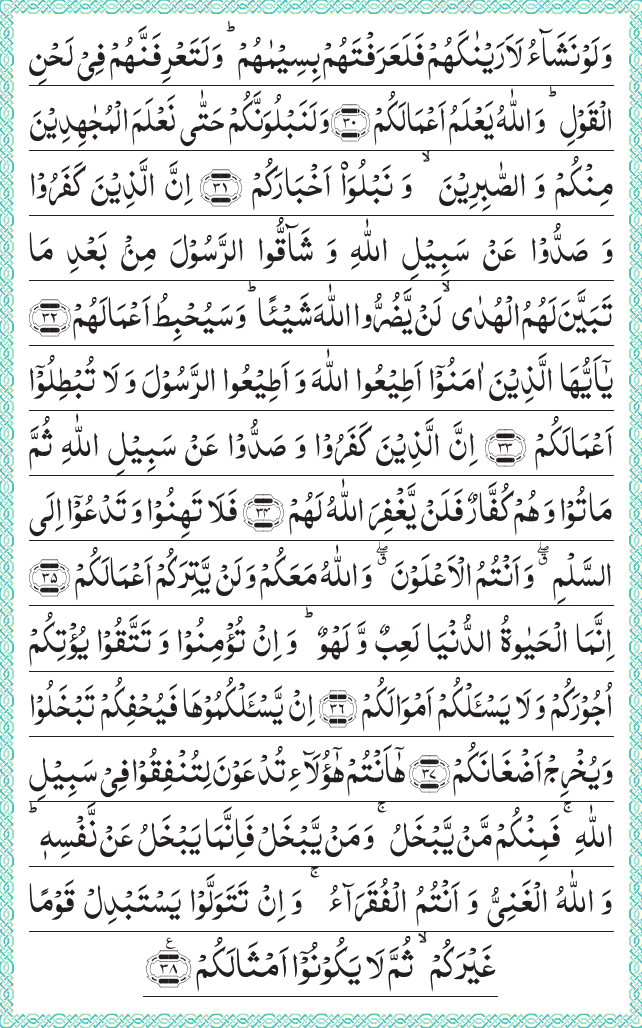 وَلَوْ نَشَآءُ لَاَرَيْنٰكَهُمْ فَلَعَرَفْتَهُمْ بِسِيْمٰهُمْ ؕ وَلَتَعْرِفَنَّهُمْ فِيْ لَحْنِ
الْقَوْلِ ؕ وَاللّٰهُ يَعْلَمُ اَعْمَالَكُمْ ﴿۳۰﴾ وَلَنَبْلُوَنَّكُمْ حَتّٰى نَعْلَمَ الْمُجٰهِدِيْنَ
مِنْكُمْ وَ الصّٰبِرِيْنَ ۙ وَ نَبْلُوَا۟ اَخْبَارَكُمْ ﴿۳۱﴾ اِنَّ الَّذِيْنَ كَفَرُوْا
وَ صَدُّوْا عَنْ سَبِيْلِ اللّٰهِ وَ شَآقُّوا الرَّسُوْلَ مِنْۢ بَعْدِ مَا
تَبَيَّنَ لَهُمُ الْهُدٰى ۙ لَنْ يَّضُرُّوا اللّٰهَ شَيْـًٔا ؕ وَ سَيُحْبِطُ اَعْمَالَهُمْ ﴿۳۲﴾
يٰۤاَيُّهَا الَّذِيْنَ اٰمَنُوْۤا اَطِيْعُوا اللّٰهَ وَ اَطِيْعُوا الرَّسُوْلَ وَ لَا تُبْطِلُوْۤا
اَعْمَالَكُمْ ﴿۳۳﴾ اِنَّ الَّذِيْنَ كَفَرُوْا وَ صَدُّوْا عَنْ سَبِيْلِ اللّٰهِ ثُمَّ
مَاتُوْا وَ هُمْ كُفَّارٌ فَلَنْ يَّغْفِرَ اللّٰهُ لَهُمْ ﴿۳۴﴾ فَلَا تَهِنُوْا وَ تَدْعُوْۤا اِلَى
السَّلْمِ ۖۗ وَ اَنْتُمُ الْاَعْلَوْنَ ۖۗ وَاللّٰهُ مَعَكُمْ وَ لَنْ يَّتِرَكُمْ اَعْمَالَكُمْ ﴿۳۵﴾
اِنَّمَا الْحَيٰوةُ الدُّنْيَا لَعِبٌ وَّ لَهْوٌ ؕ وَ اِنْ تُؤْمِنُوْا وَ تَتَّقُوْا يُؤْتِكُمْ
اُجُوْرَكُمْ وَ لَا يَسْـَٔلْكُمْ اَمْوَالَكُمْ ﴿۳۶﴾ اِنْ يَّسْـَٔلْكُمُوْهَا فَيُحْفِكُمْ تَبْخَلُوْا
وَيُخْرِجْ اَضْغَانَكُمْ ﴿۳۷﴾ هٰۤاَنْتُمْ هٰۤؤُلَآءِ تُدْعَوْنَ لِتُنْفِقُوْا فِيْ سَبِيْلِ
اللّٰهِ ۚ فَمِنْكُمْ مَّنْ يَّبْخَلُ ۚ وَ مَنْ يَّبْخَلْ فَاِنَّمَا يَبْخَلُ عَنْ نَّفْسِهٖ ؕ
وَ اللّٰهُ الْغَنِيُّ وَ اَنْتُمُ الْفُقَرَآءُ ۚ وَ اِنْ تَتَوَلَّوْا يَسْتَبْدِلْ قَوْمًا
غَيْرَكُمْ ۙ ثُمَّ لَا يَكُوْنُوْۤا اَمْثَالَكُمْ ﴿۳۸﴾ ع